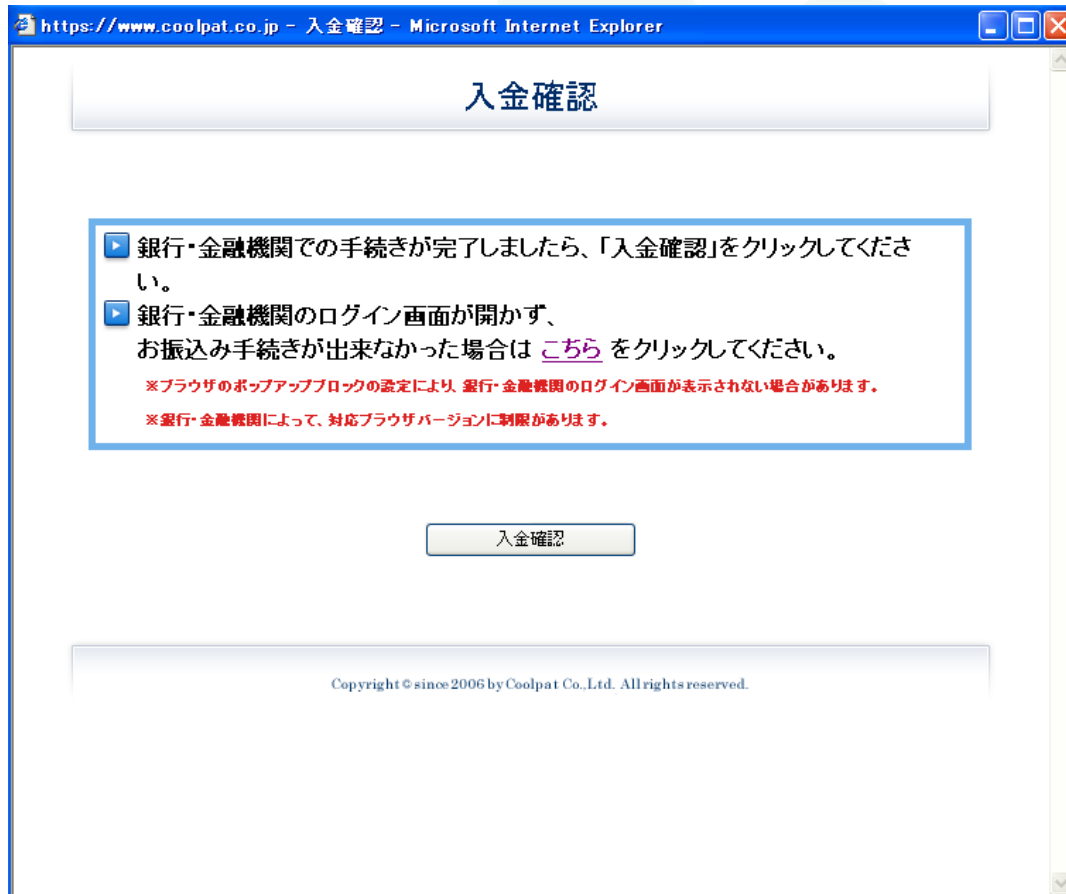 https://www.coolpat.co.jp - 入金確認 - Microsoft Internet Explorer
入金確認
銀行・金融機関での手続きが完了しましたら、「入金確認」をクリックしてくださ
い。
銀行・金融機関のログイン画面が開かず、
お振込み手続きが出来なかった場合は こちら をクリックしてください。
※ブラウザのポップアップブロックの設定により、銀行・金融機関のログイン画面が表示されない場合があります。
※銀行・金融機関によって、対応ブラウザバージョンに制限があります。
入金確認
Copyright © since 2006 by Coolpat Co.,Ltd. All rights reserved.